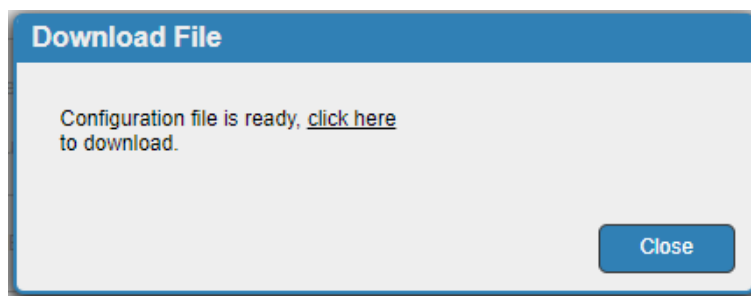 Download File
Configuration file is ready, click here
to download.
Close